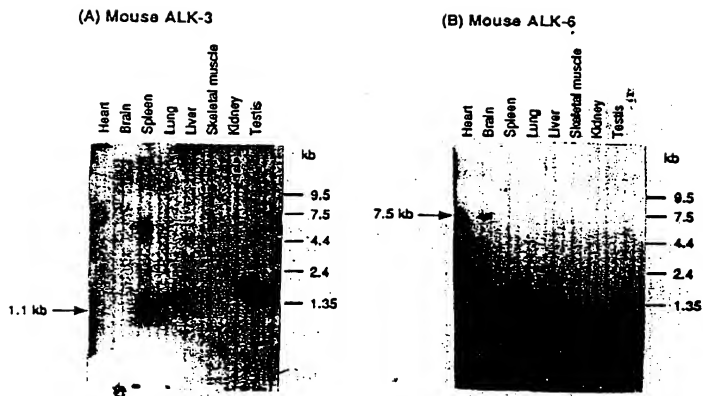 (A) Mouse ALK-3
Heart
Brain
Spleen
Lung
Liver
Skeletal muscle
Kidney
Testis
kb
9.5
7.5
4.4
2.4
1.35
1.1 kb
(B) Mouse ALK-6
Heart
Brain
Spleen
Lung
Liver
Skeletal muscle
Kidney
Testis
kb
9.5
7.5
4.4
2.4
1.35
7.5 kb